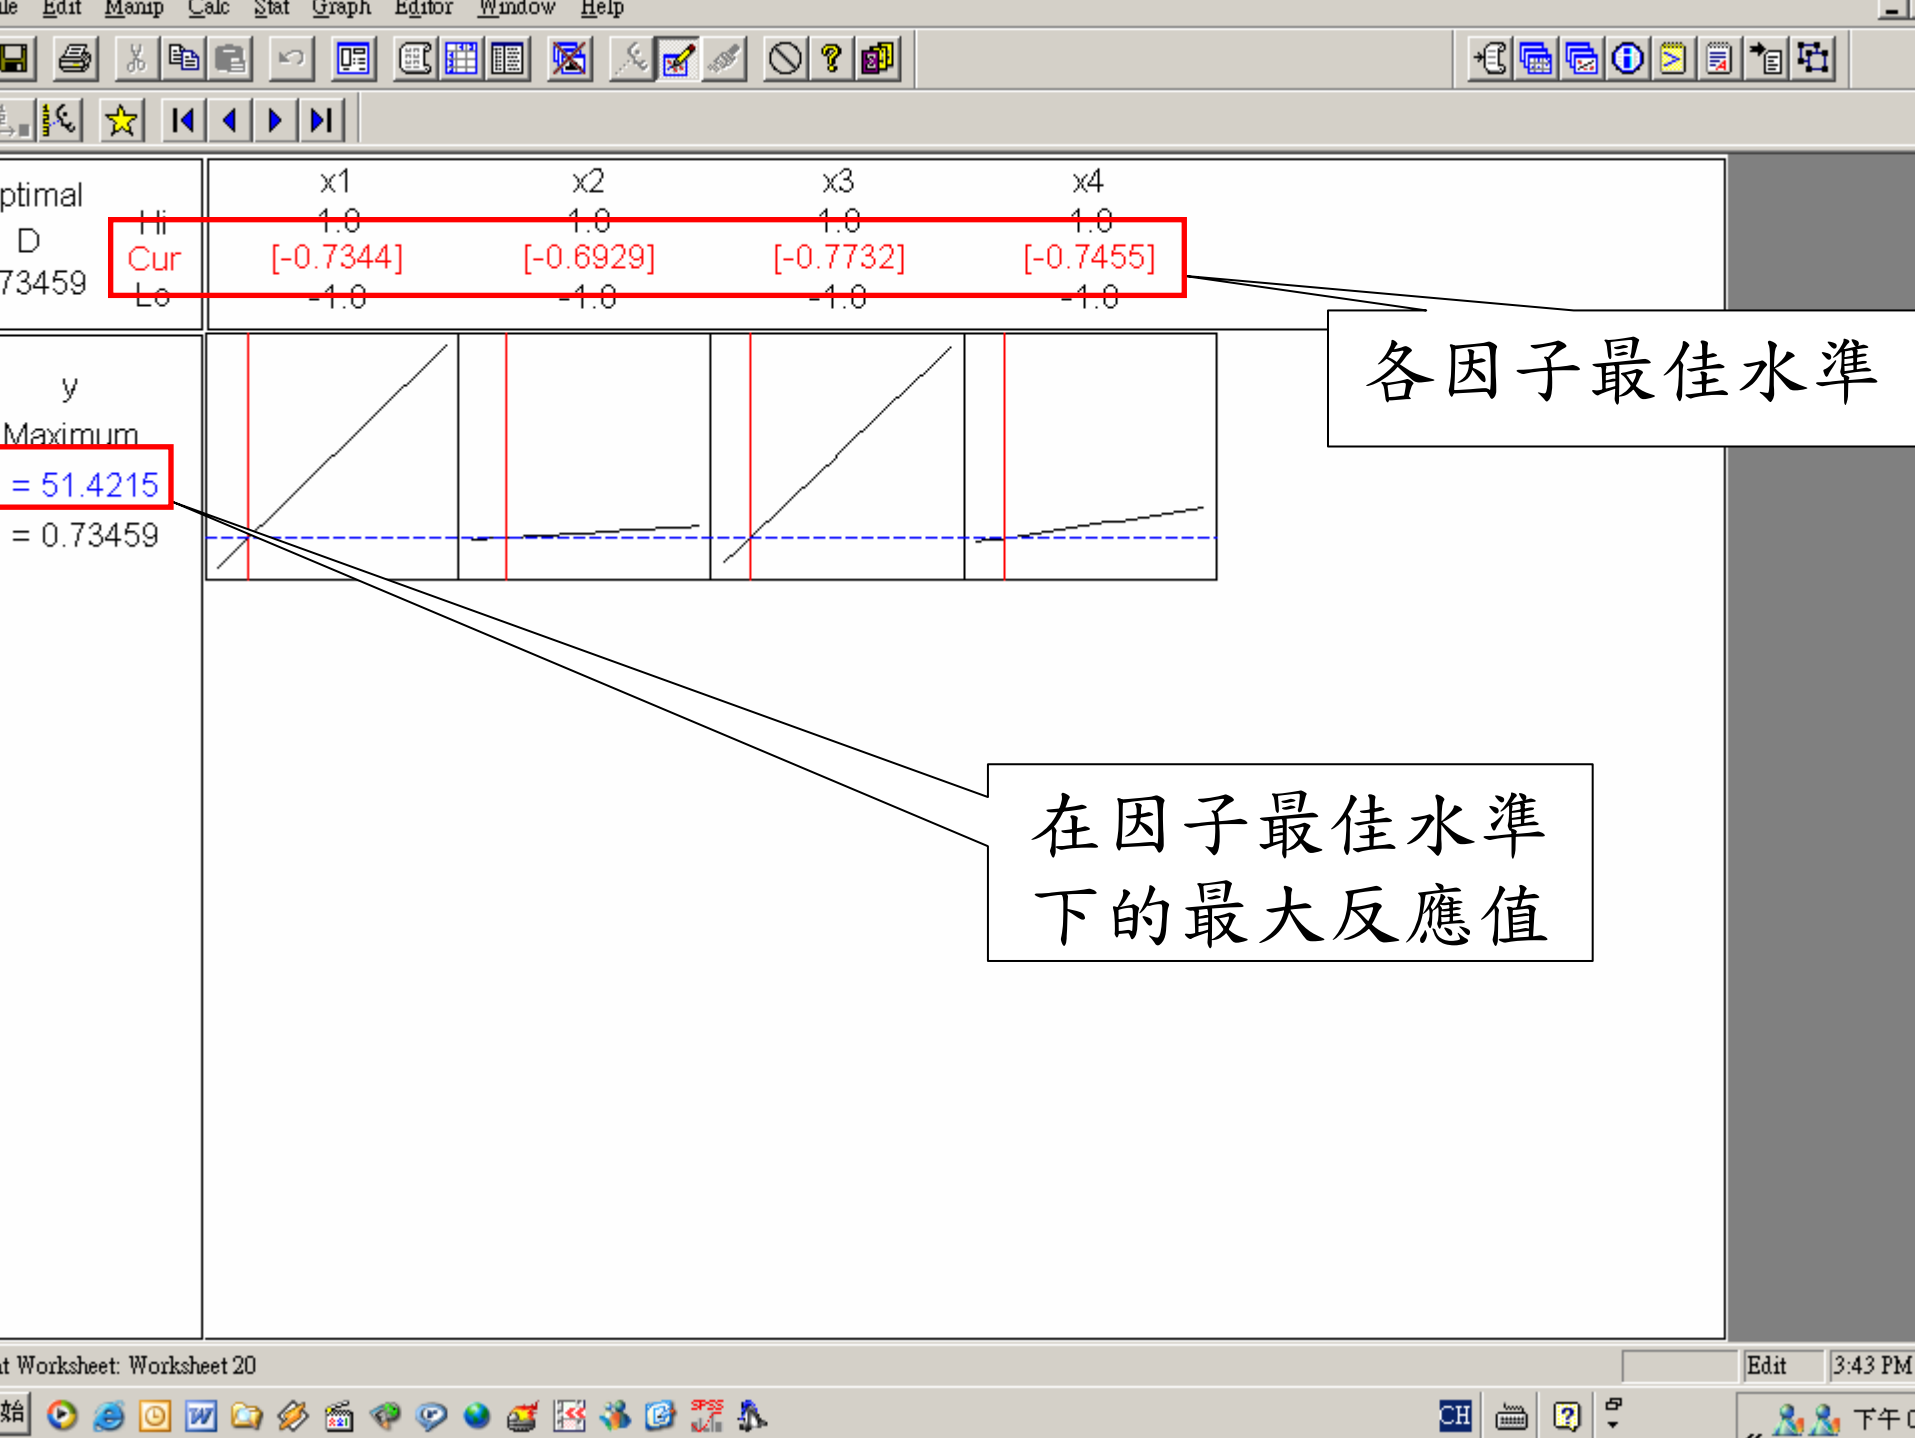 Edit Manip Calc Stat Graph Editor Window Help
x1 x2 x3 x4
ptimal
Hi 1.0 1.0 1.0 1.0
D
Cur [-0.7344] [-0.6929] [-0.7732] [-0.7455]
73459
Lo -1.0 -1.0 -1.0 -1.0
各因子最佳水準
y
Maximum
= 51.4215
= 0.73459
在因子最佳水準
下的最大反應值
nt Worksheet: Worksheet 20
Edit
3:43 PM
始
SPSS
CH
下午